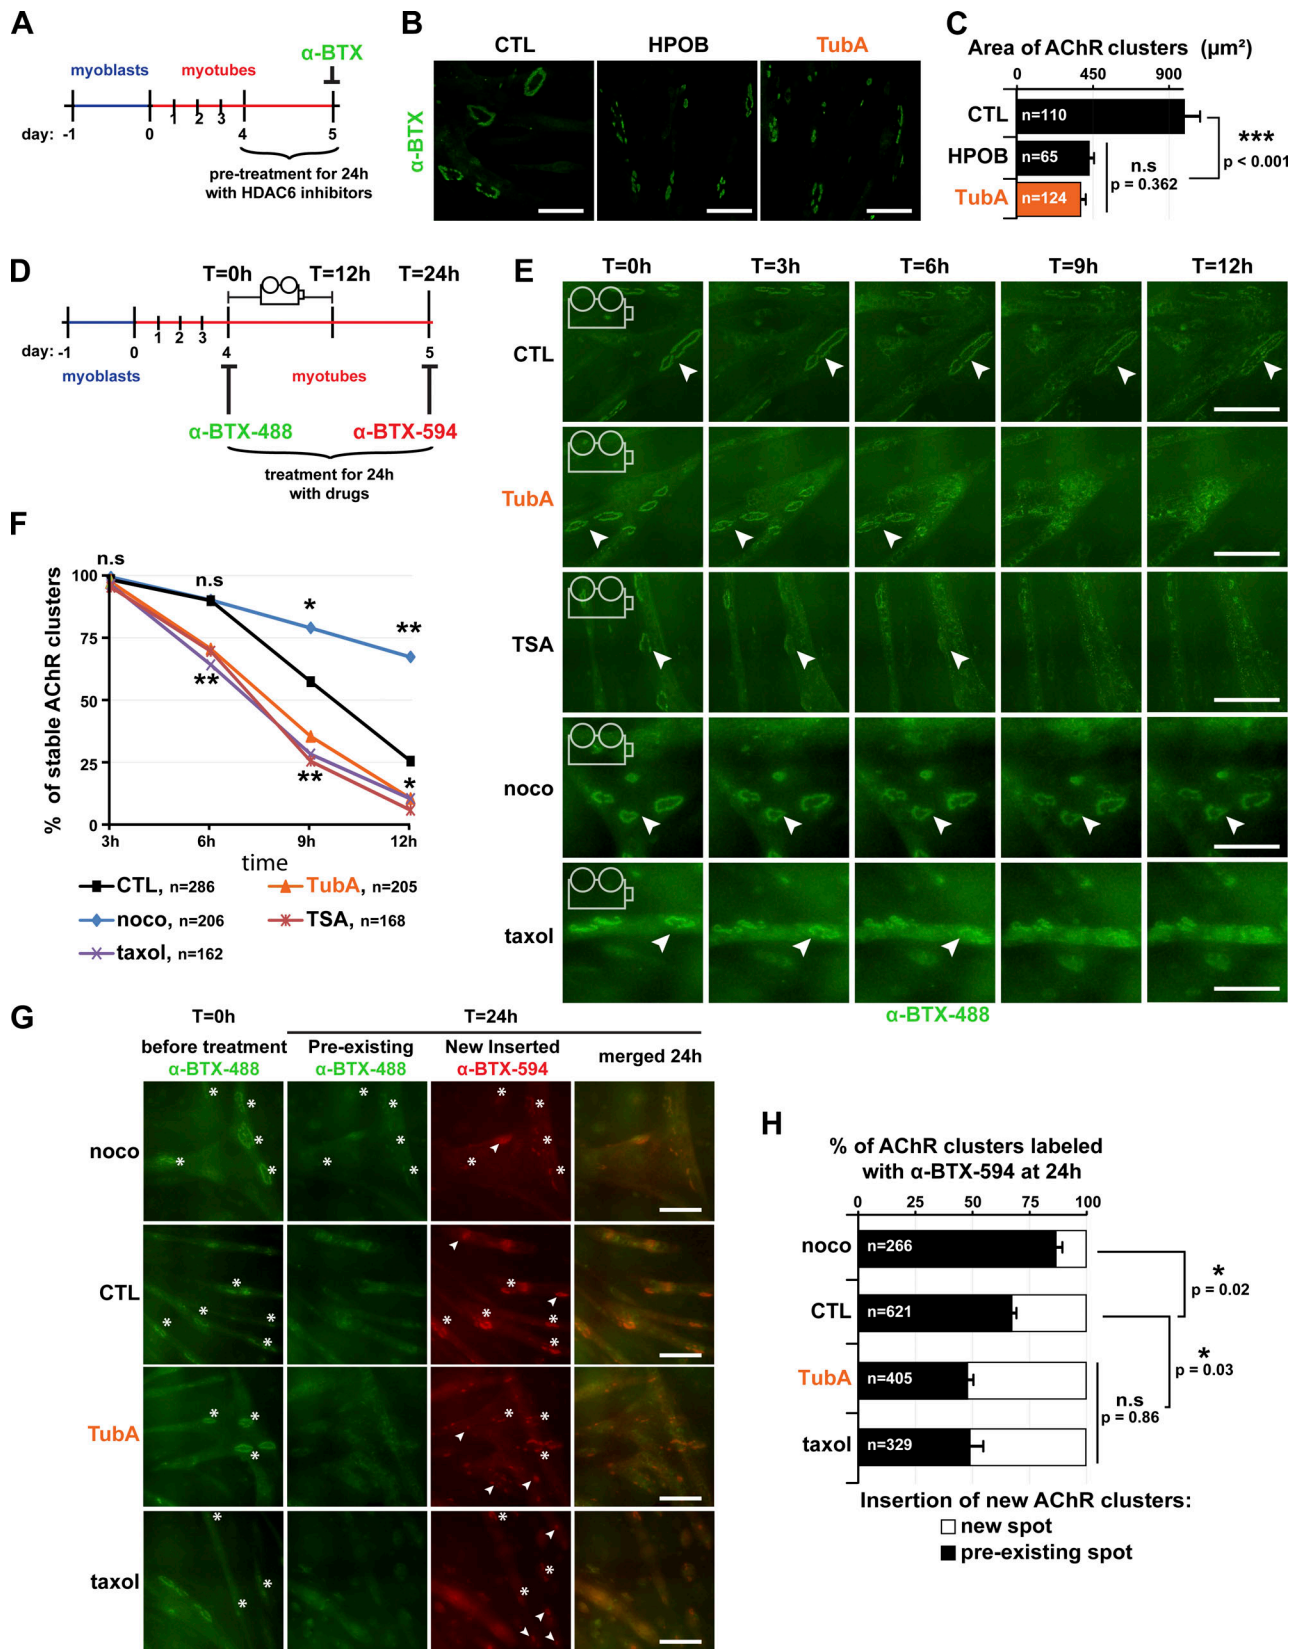 A
α-BTX
myoblasts
myotubes
1 2 3
day: -1 0 4 5
pre-treatment for 24h
with HDAC6 inhibitors
B
CTL HPOB TubA
α-BTX
C
Area of AChR clusters (µm²)
0 450 900
CTL n=110
HPOB n=65
TubA n=124
***
p < 0.001
n.s
p = 0.362
D
T=0h T=12h T=24h
1 2 3
day: -1 0 4 5
myoblasts myotubes
α-BTX-488 α-BTX-594
treatment for 24h
with drugs
E
T=0h T=3h T=6h T=9h T=12h
CTL
TubA
TSA
noco
taxol
α-BTX-488
F
% of stable AChR clusters
100
75
50
25
0
n.s
n.s
*
**
**
**
*
3h 6h 9h 12h
time
CTL, n=286
TubA, n=205
noco, n=206
TSA, n=168
taxol, n=162
G
T=0h T=24h
before treatment Pre-existing New Inserted merged 24h
α-BTX-488 α-BTX-488 α-BTX-594
noco
CTL
TubA
taxol
H
% of AChR clusters labeled
with α-BTX-594 at 24h
0 25 50 75 100
noco n=266
CTL n=621
TubA n=405
taxol n=329
*
p = 0.02
*
p = 0.03
n.s
p = 0.86
Insertion of new AChR clusters:
new spot
pre-existing spot